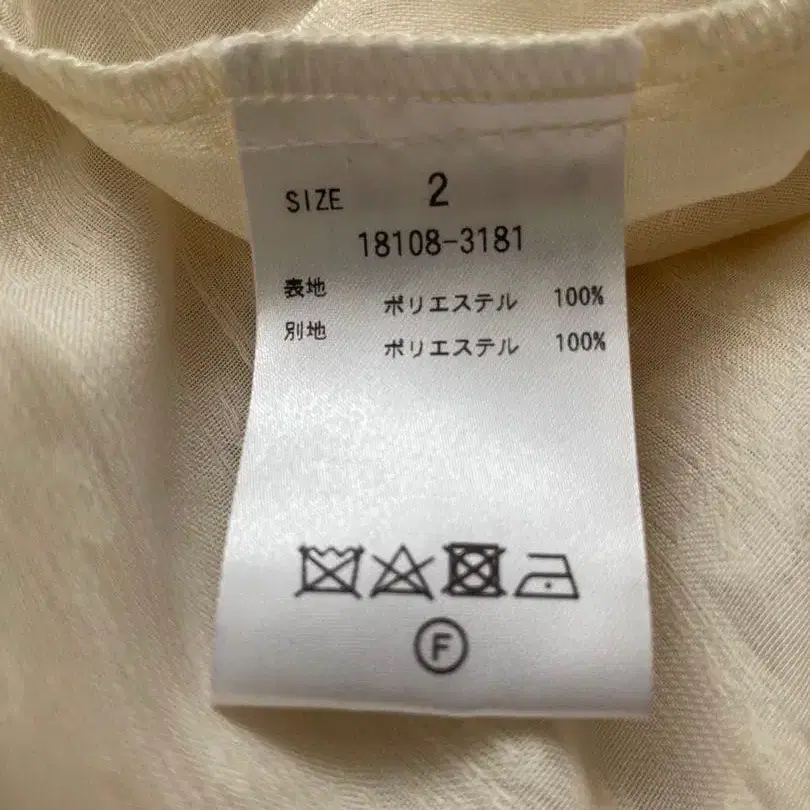 SIZE 2
18108-3181
表地 ポリエステル 100%
別地 ポリエステル 100%
F